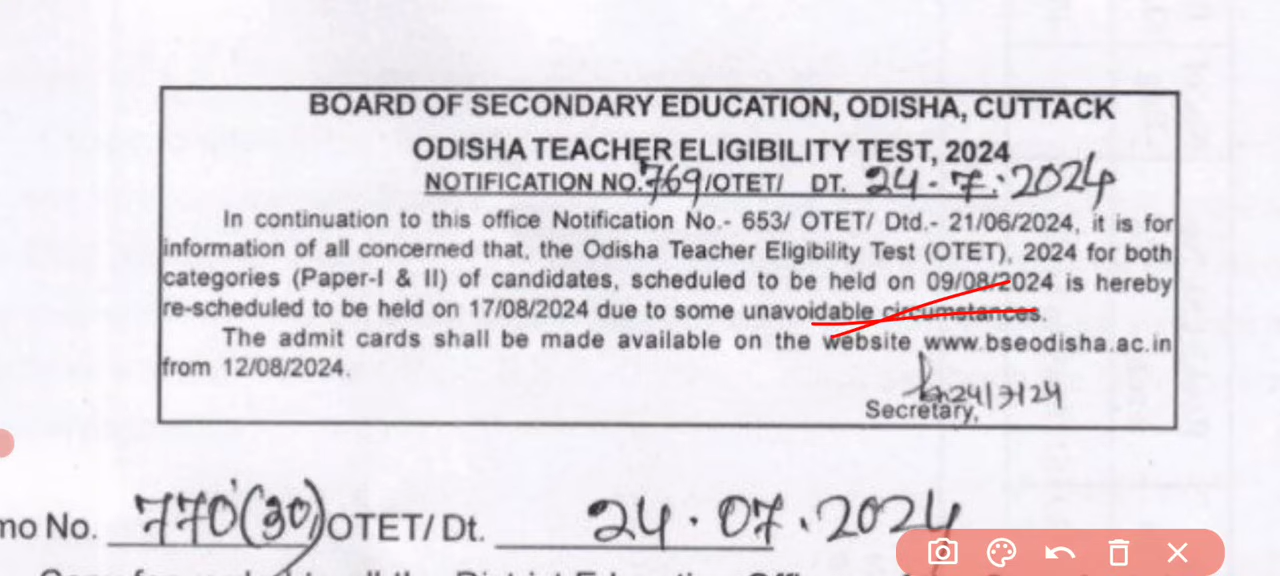 BOARD OF SECONDARY EDUCATION, ODISHA, CUTTACK
ODISHA TEACHER ELIGIBILITY TEST, 2024
NOTIFICATION NO. 769/OTET/ DT. 24-7.2024
In continuation to this office Notification No.- 653/ OTET/ Dtd.- 21/06/2024, it is for
information of all concerned that, the Odisha Teacher Eligibility Test (OTET), 2024 for both
categories (Paper-I & II) of candidates, scheduled to be held on 09/08/2024 is hereby
re-scheduled to be held on 17/08/2024 due to some unavoidable circumstances.
The admit cards shall be made available on the website www.bseodisha.ac.in
from 12/08/2024.
24/7/24
Secretary,
mo No. 770(30)/OTET/ Dt. 24.07.2024